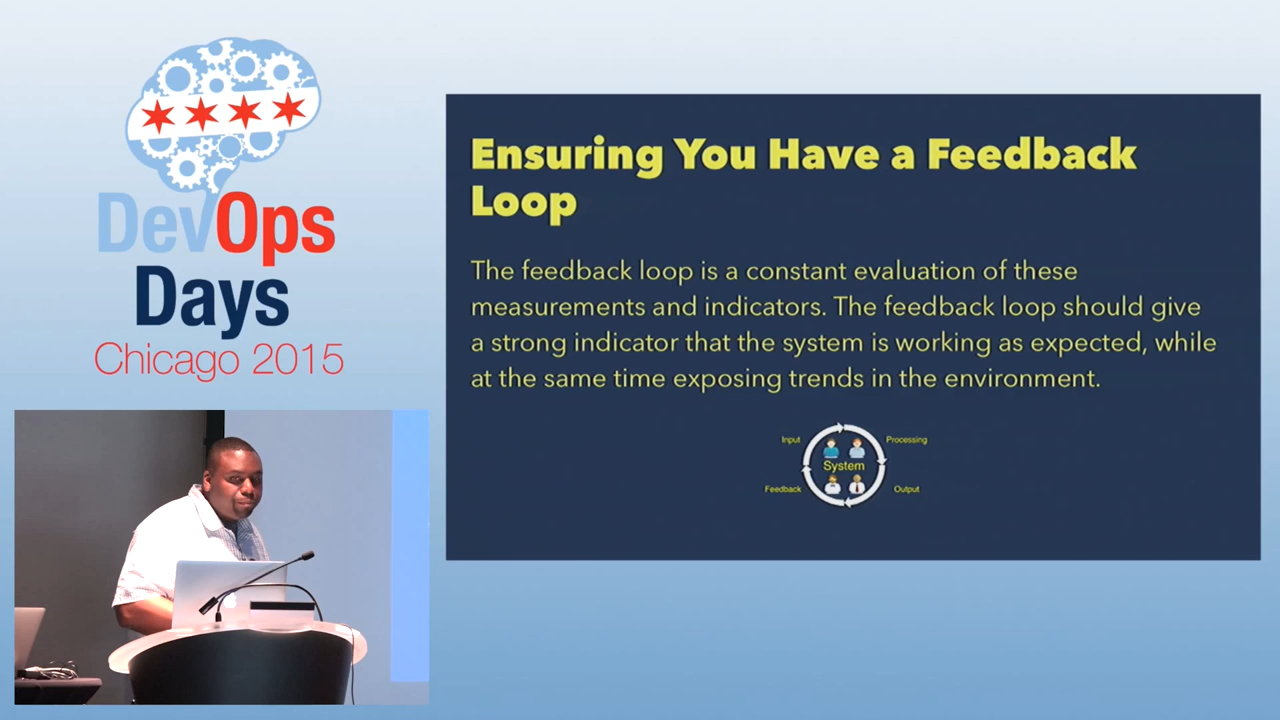 DevOps
Days
Chicago 2015
Ensuring You Have a Feedback
Loop
The feedback loop is a constant evaluation of these
measurements and indicators. The feedback loop should give
a strong indicator that the system is working as expected, while
at the same time exposing trends in the environment.
Input
Processing
System
Feedback
Output